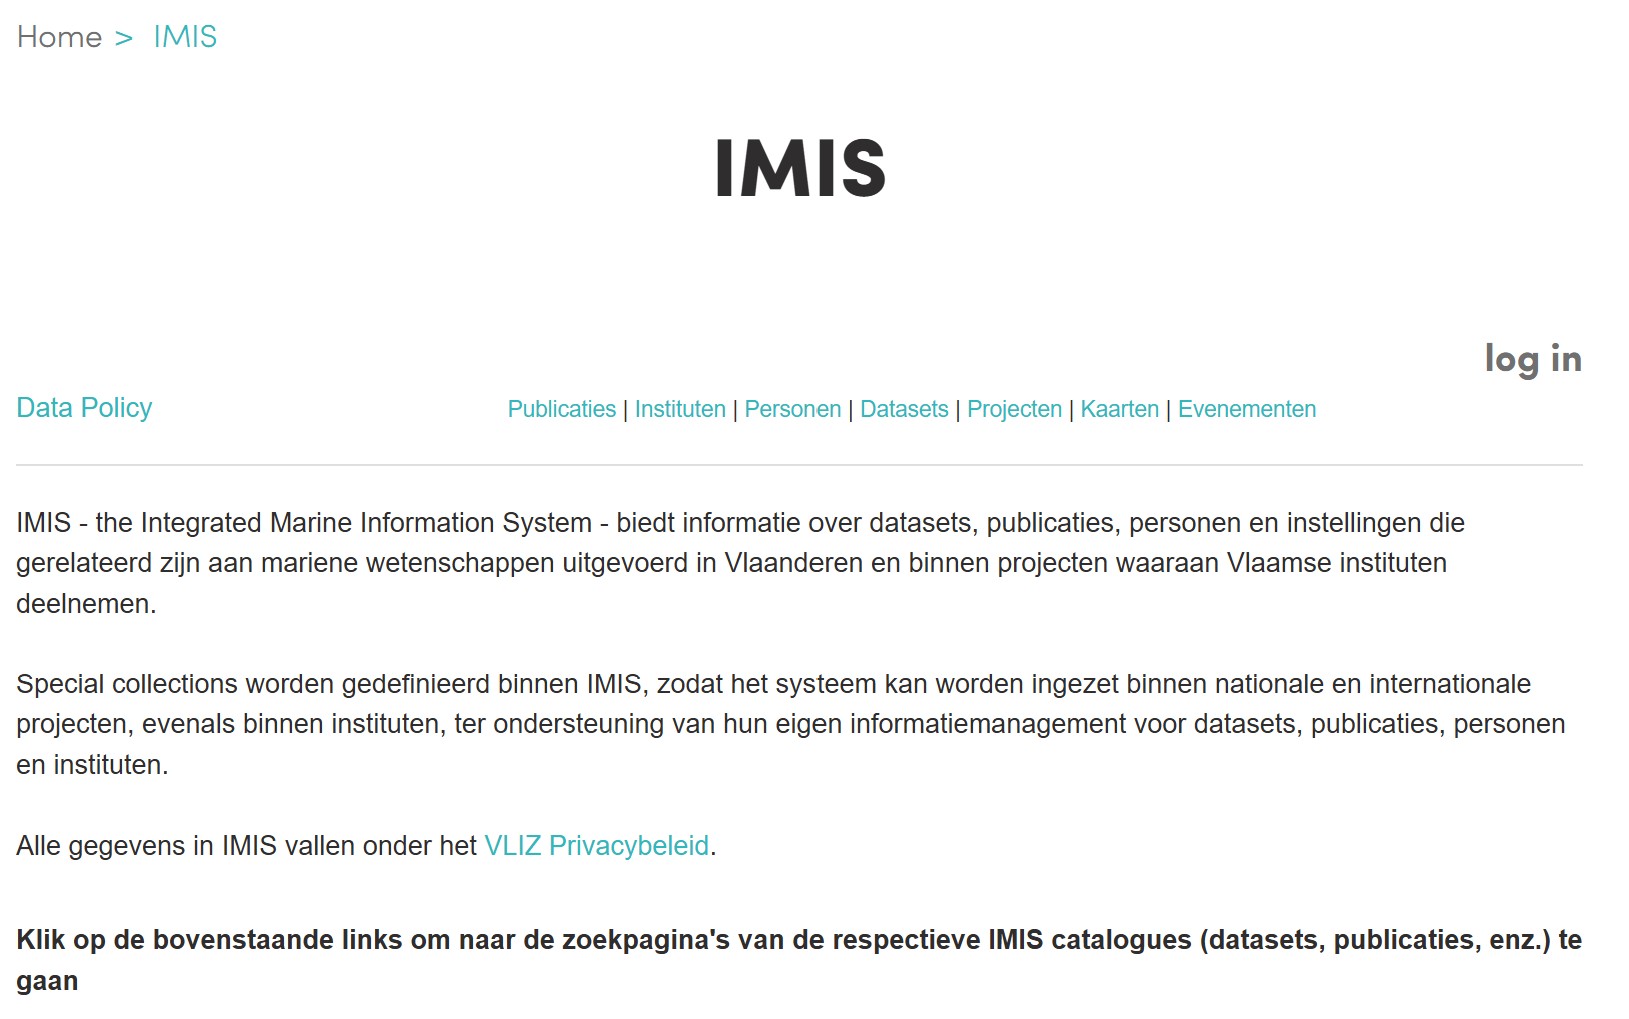 Home > IMIS
IMIS
log in
Data Policy
Publicaties | Instituten | Personen | Datasets | Projecten | Kaarten | Evenementen
IMIS - the Integrated Marine Information System - biedt informatie over datasets, publicaties, personen en instellingen die
gerelateerd zijn aan mariene wetenschappen uitgevoerd in Vlaanderen en binnen projecten waaraan Vlaamse instituten
deelnemen.
Special collections worden gedefinieerd binnen IMIS, zodat het systeem kan worden ingezet binnen nationale en internationale
projecten, evenals binnen instituten, ter ondersteuning van hun eigen informatiemanagement voor datasets, publicaties, personen
en instituten.
Alle gegevens in IMIS vallen onder het VLIZ Privacybeleid.
Klik op de bovenstaande links om naar de zoekpagina's van de respectieve IMIS catalogues (datasets, publicaties, enz.) te
gaan